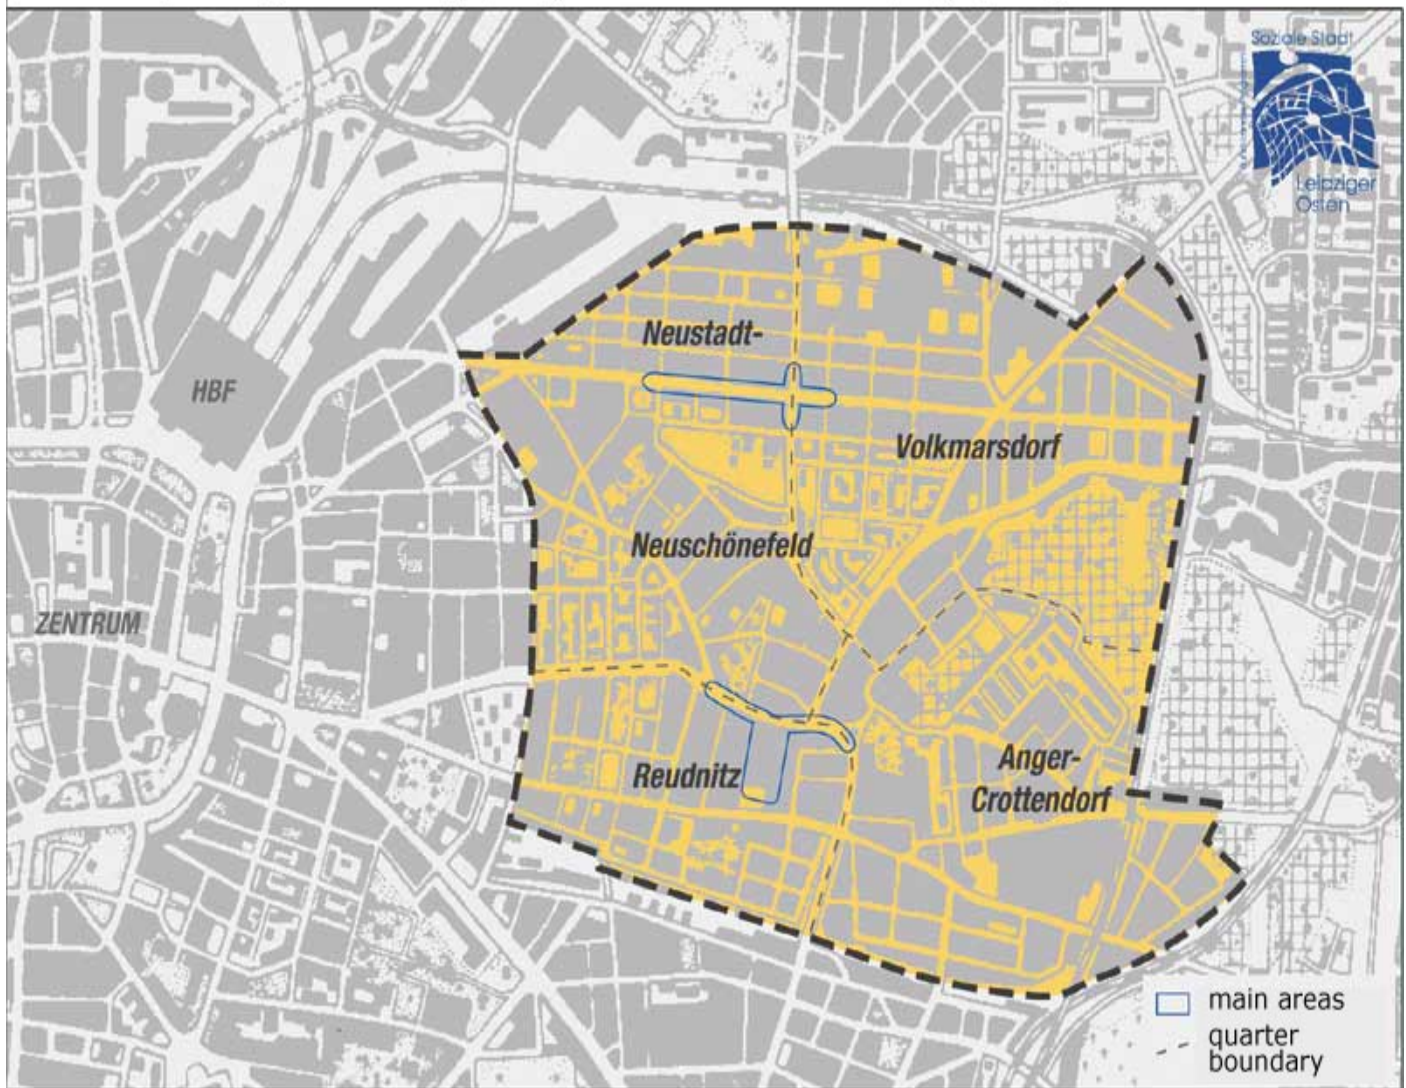 Soziale Stadt
Leipziger
Osten
Neustadt-
HBF
Volkmarsdorf
Neuschönefeld
ZENTRUM
Anger-
Crottendorf
Reudnitz
main areas
quarter
boundary